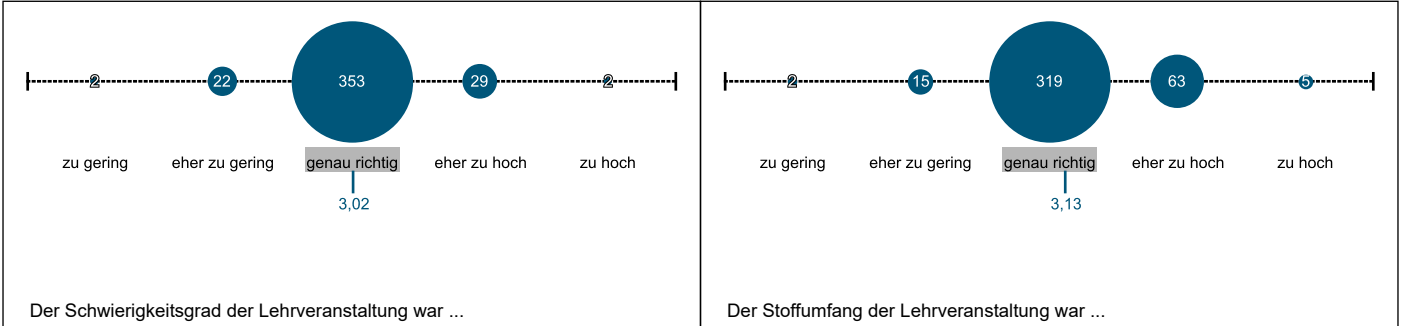 2 22 353 29 2
zu gering eher zu gering genau richtig eher zu hoch zu hoch
3,02
Der Schwierigkeitsgrad der Lehrveranstaltung war ...
2 15 319 63 5
zu gering eher zu gering genau richtig eher zu hoch zu hoch
3,13
Der Stoffumfang der Lehrveranstaltung war ...